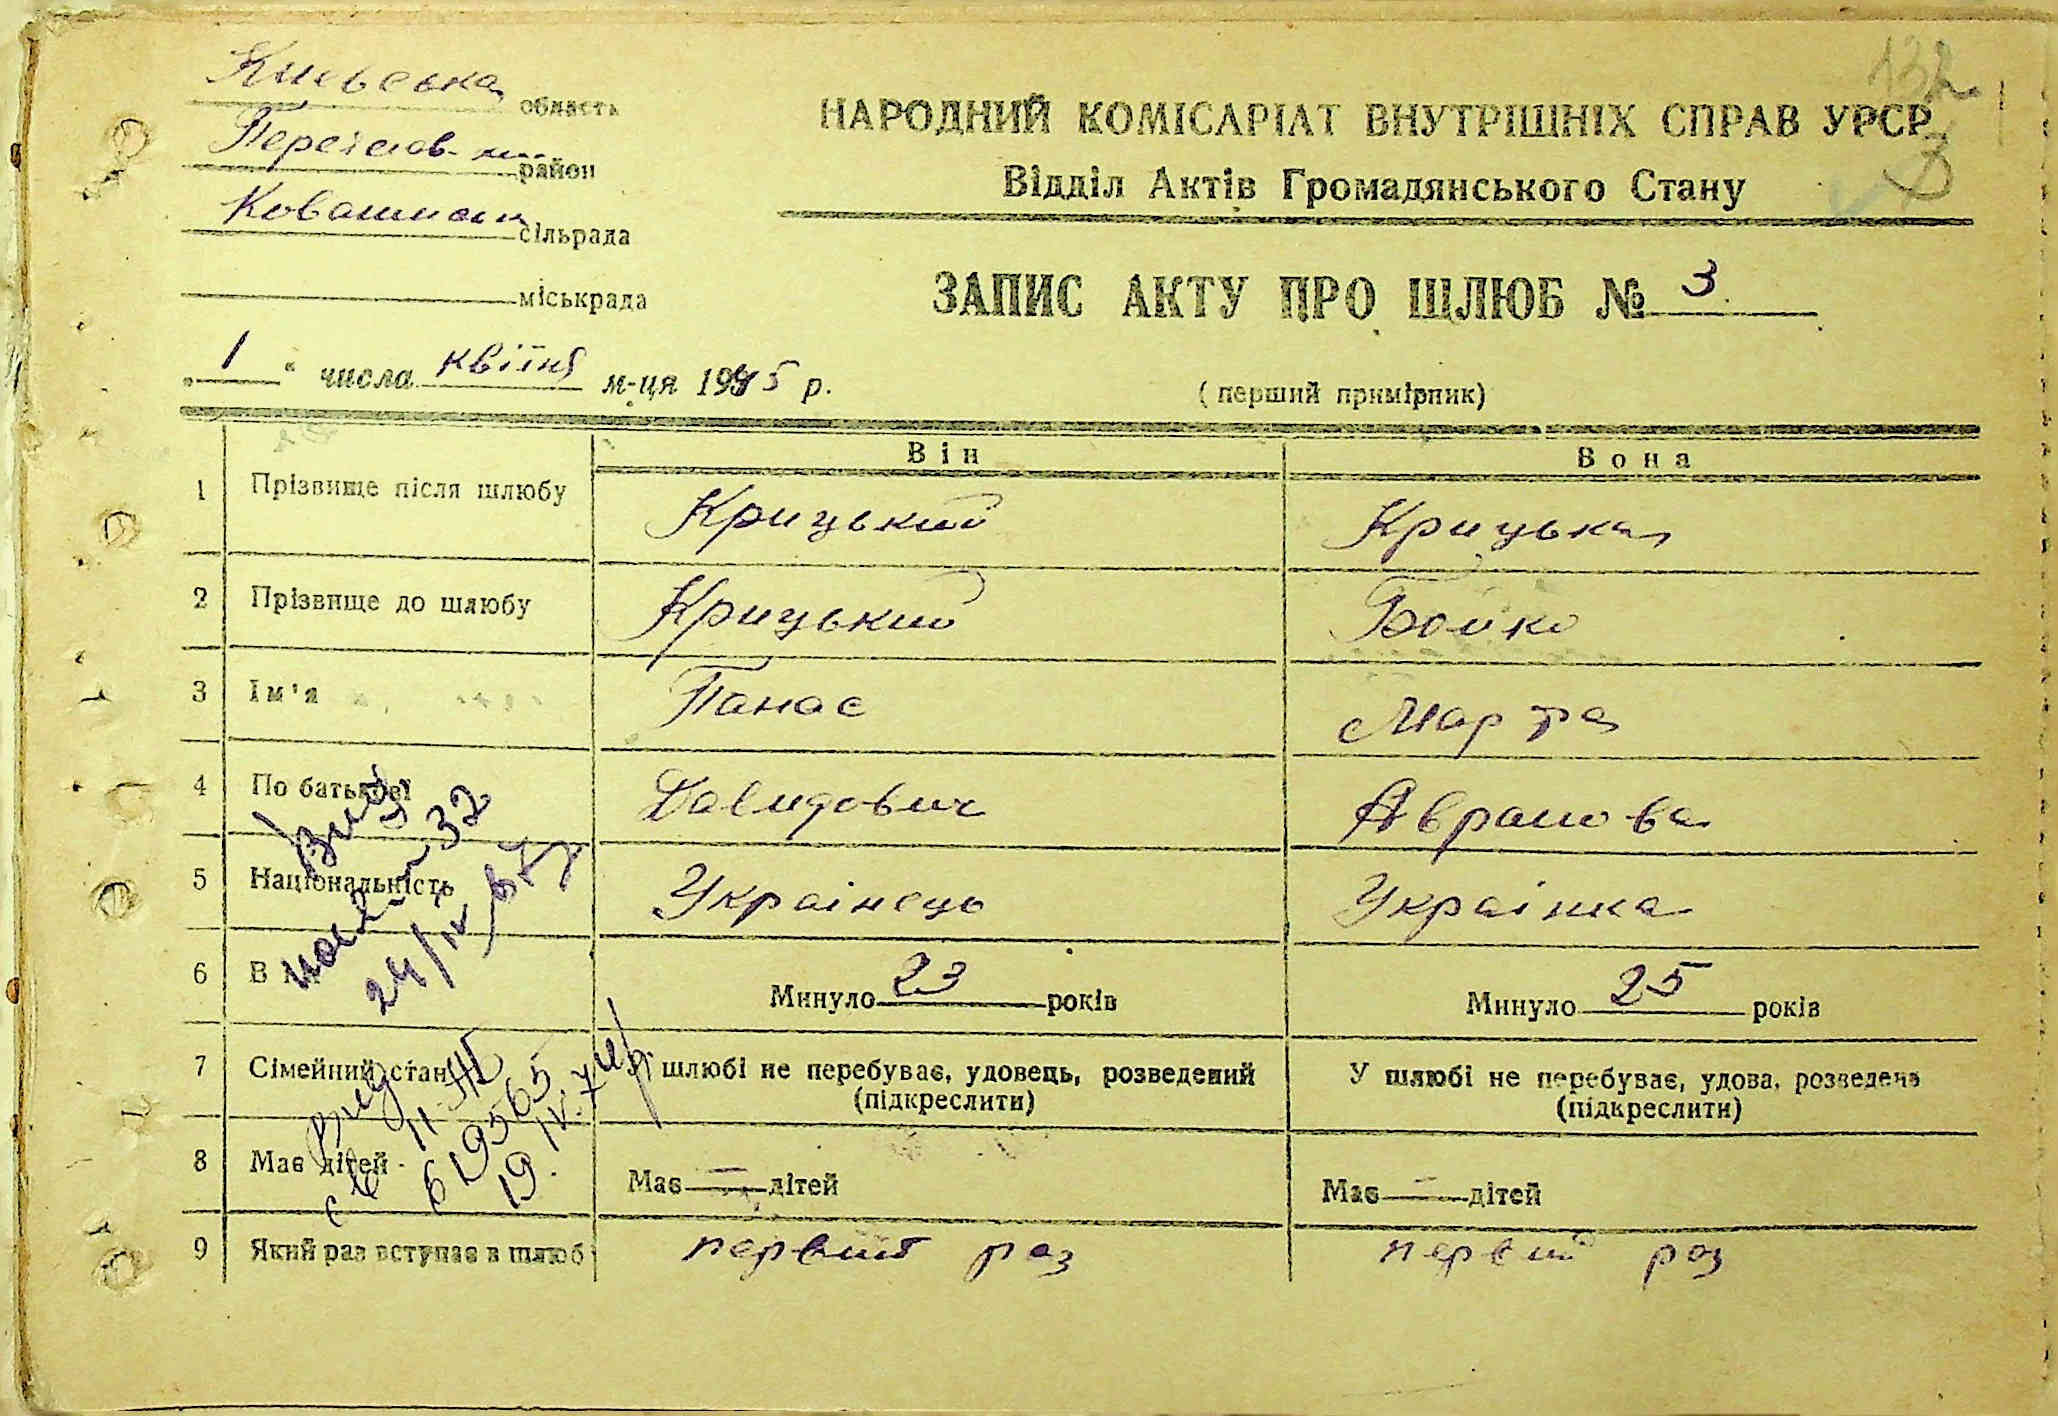 132
Київська область
НАРОДНИЙ КОМІСАРІАТ ВНУТРІШНІХ СПРАВ УРСР
район
Відділ Актів Громадянського Стану
сільрада
міськрада
ЗАПИС АКТУ ПРО ШЛЮБ № 3
„1“ числа квітня м-ця 1945 р.
(перший примірник)
Він Вона
1 Прізвище після шлюбу Крицький Крицька
2 Прізвище до шлюбу Крицький Бойко
3 Ім'я Панас Марта
4 По батькові Давидович Аврамова
5 Національність Українець Українка
6 В Минуло 23 років Минуло 25 років
7 Сімейний стан У шлюбі не перебуває, удовець, розведений У шлюбі не перебуває, удова, розведена
(підкреслити) (підкреслити)
8 Має дітей Має — дітей Має — дітей
9 Який раз вступає в шлюб первий раз первий раз
32
619565